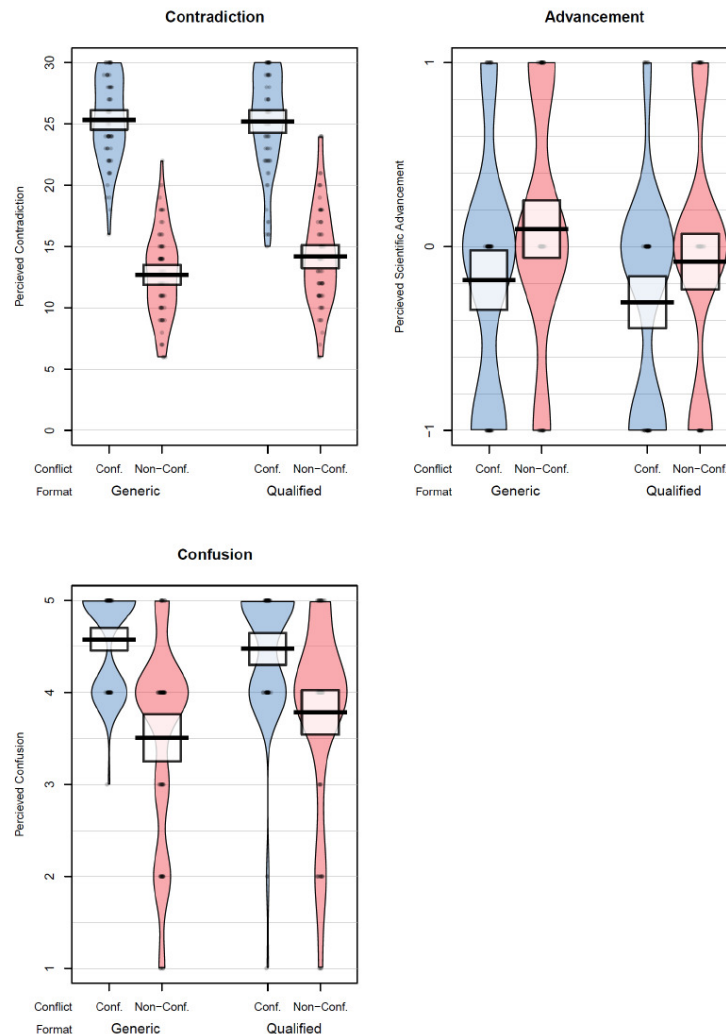 Contradiction
Percieved Contradiction
30
25
20
15
10
5
0
Conflict Conf. Non-Conf. Conf. Non-Conf.
Format Generic Qualified
Advancement
Percieved Scientific Advancement
1
0
-1
Conflict Conf. Non-Conf. Conf. Non-Conf.
Format Generic Qualified
Confusion
Percieved Confusion
5
4
3
2
1
Conflict Conf. Non-Conf. Conf. Non-Conf.
Format Generic Qualified